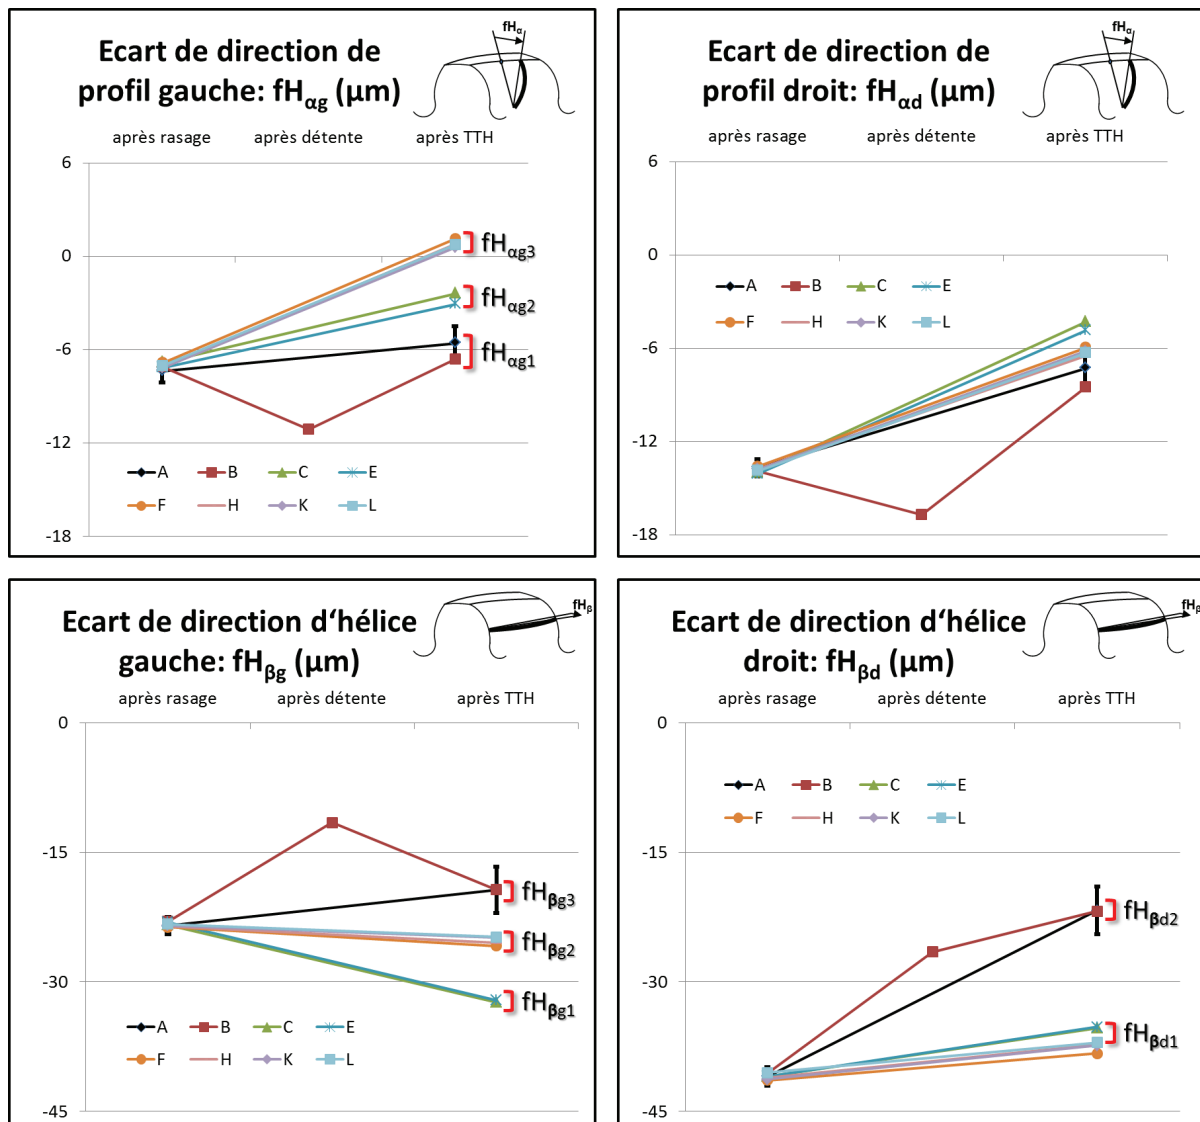 Ecart de direction de
profil gauche: fHαg (µm)
fHα
après rasage après détente après TTH
6
0
-6
-12
-18
fHαg3
fHαg2
fHαg1
A B C E
F H K L
Ecart de direction de
profil droit: fHαd (µm)
fHα
après rasage après détente après TTH
6
0
-6
-12
-18
A B C E
F H K L
Ecart de direction d‘hélice
gauche: fHβg (µm)
fHβ
après rasage après détente après TTH
0
-15
-30
-45
fHβg3
fHβg2
fHβg1
A B C E
F H K L
Ecart de direction d‘hélice
droit: fHβd (µm)
fHβ
après rasage après détente après TTH
0
-15
-30
-45
A B C E
F H K L
fHβd2
fHβd1